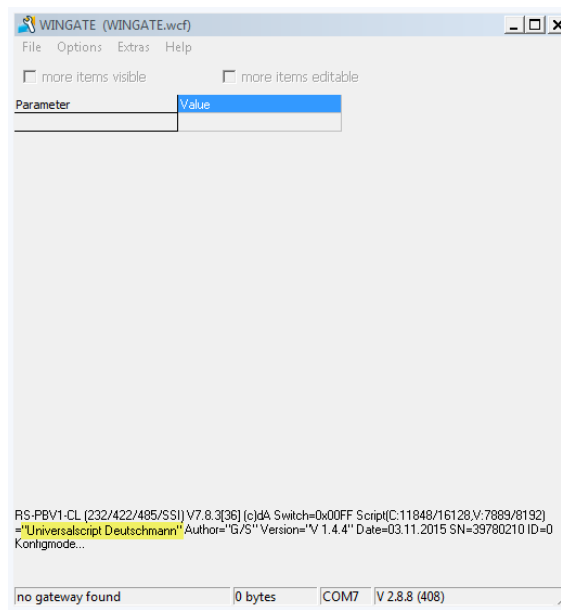 WINGATE (WINGATE.wcf)
File Options Extras Help
more items visible more items editable
Parameter Value
RS-PBV1-CL (232/422/485/SSI) V7.8.3[36] (c)dA Switch=0x00FF Script(C:11848/16128,V:7889/8192)
="Universalscript Deutschmann" Author="G/S" Version="V 1.4.4" Date=03.11.2015 SN=39780210 ID=0
Konfigmode...
no gateway found 0 bytes COM7 V 2.8.8 (408)